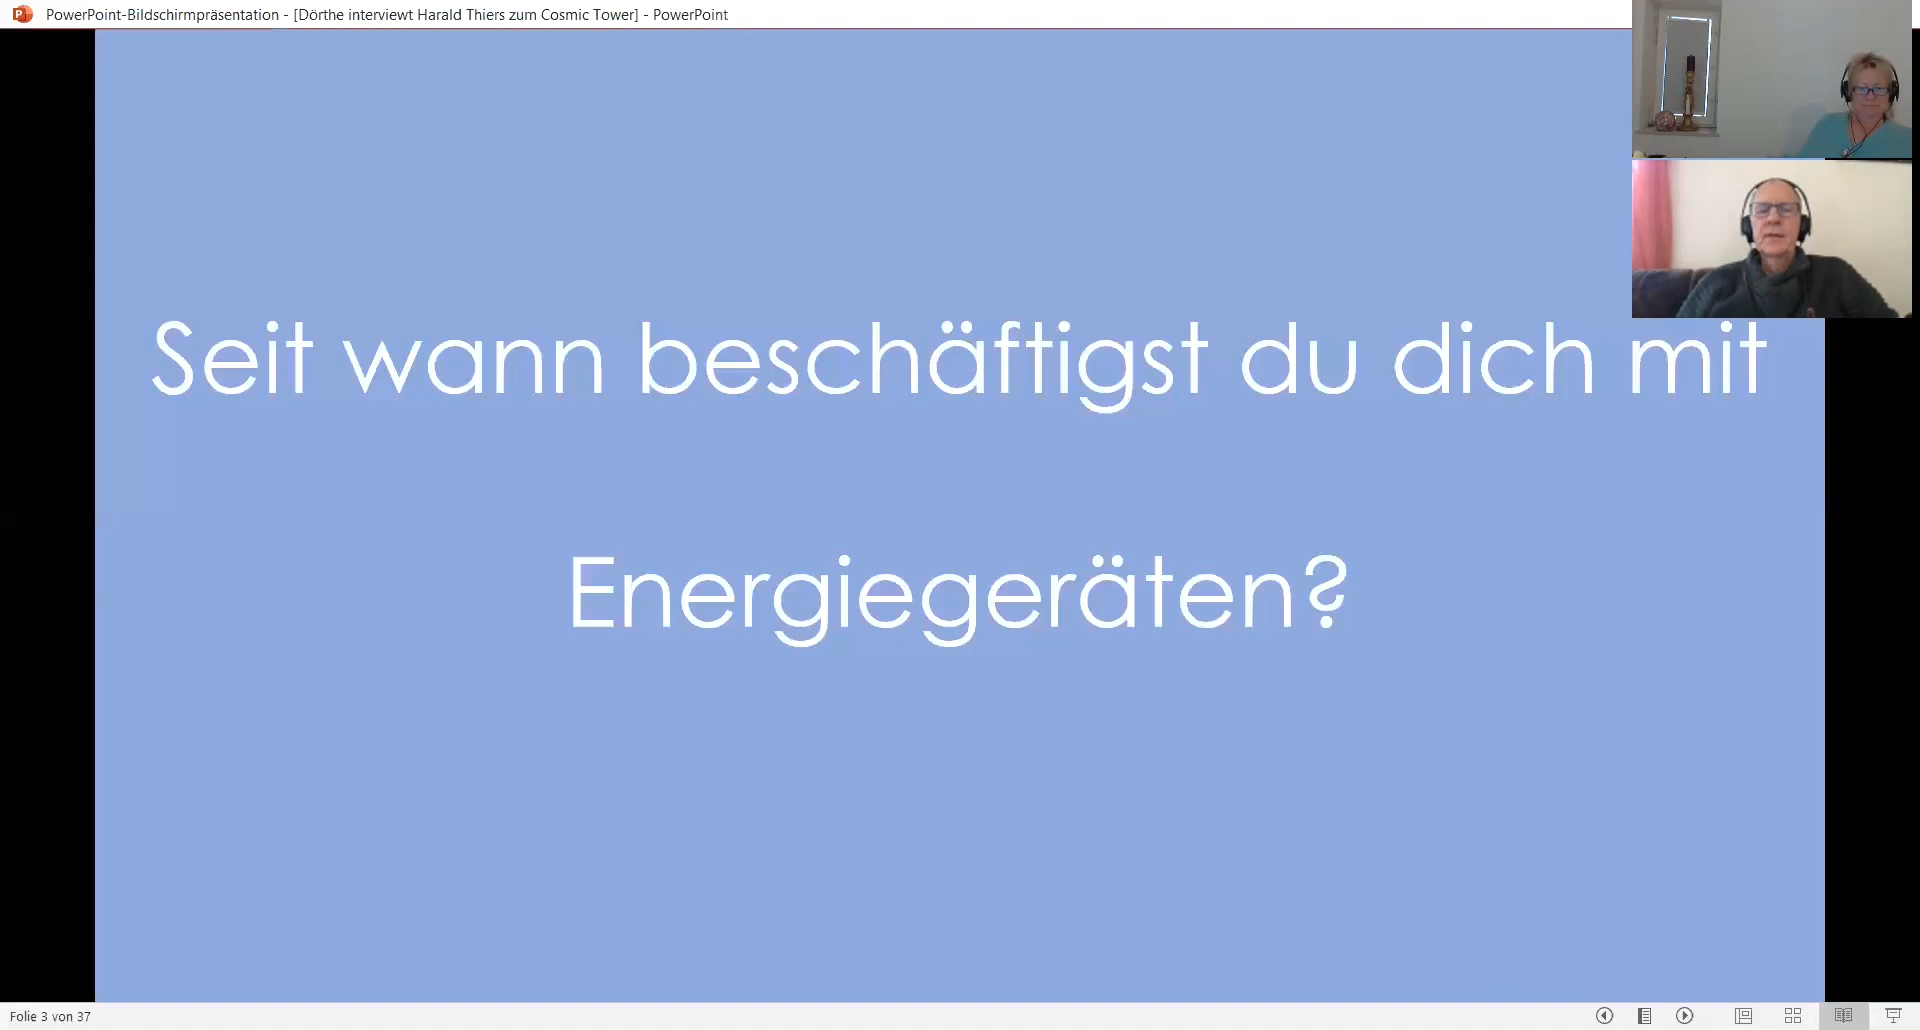 PowerPoint-Bildschirmpräsentation - [Dörthe interviewt Harald Thiers zum Cosmic Tower] - PowerPoint
Seit wann beschäftigst du dich mit
Energiegeräten?
Folie 3 von 37